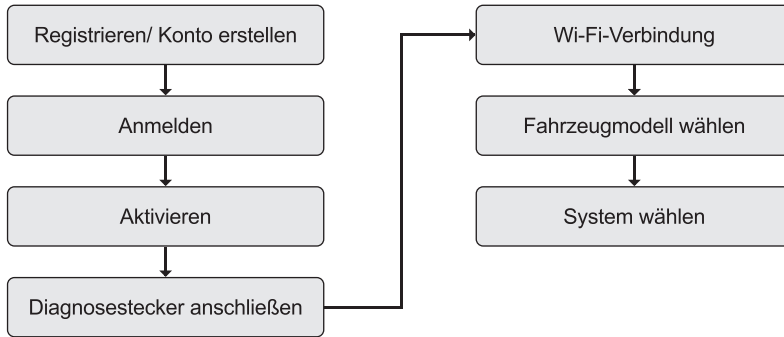 Registrieren/ Konto erstellen
Anmelden
Aktivieren
Diagnosestecker anschließen
Wi-Fi-Verbindung
Fahrzeugmodell wählen
System wählen